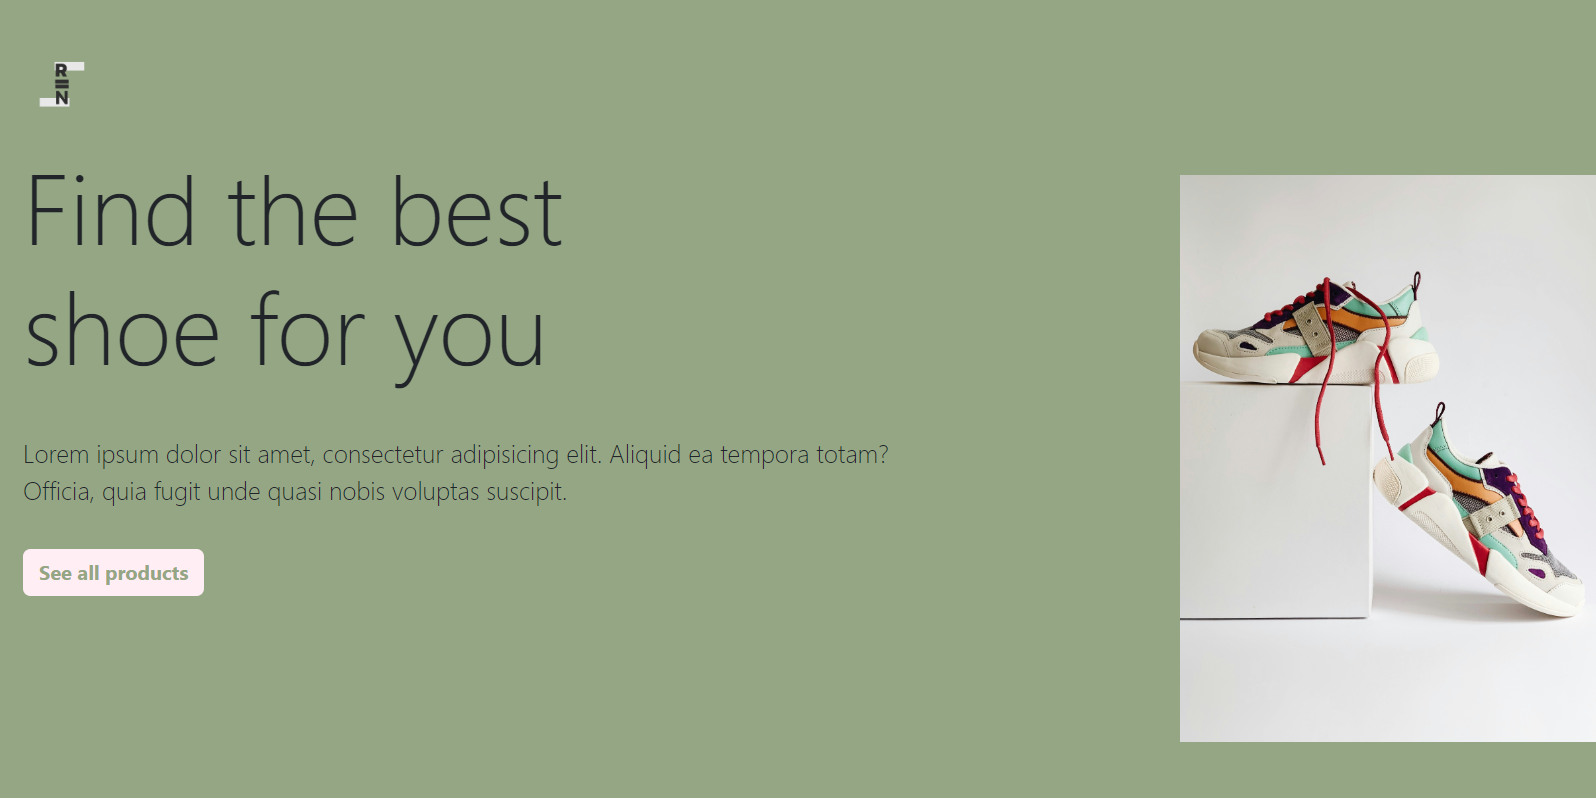 R
N
Find the best
shoe for you
Lorem ipsum dolor sit amet, consectetur adipisicing elit. Aliquid ea tempora totam?
Officia, quia fugit unde quasi nobis voluptas suscipit.
See all products